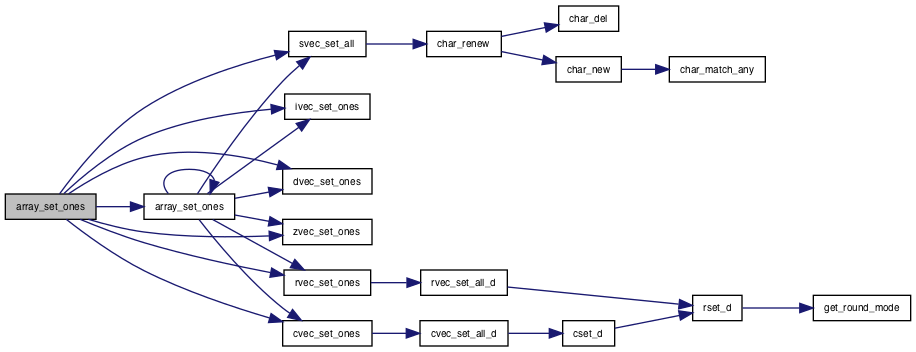 char_del
svec_set_all
char_renew
char_new
char_match_any
ivec_set_ones
dvec_set_ones
array_set_ones
array_set_ones
zvec_set_ones
rvec_set_ones
rvec_set_all_d
rset_d
get_round_mode
cvec_set_ones
cvec_set_all_d
cset_d